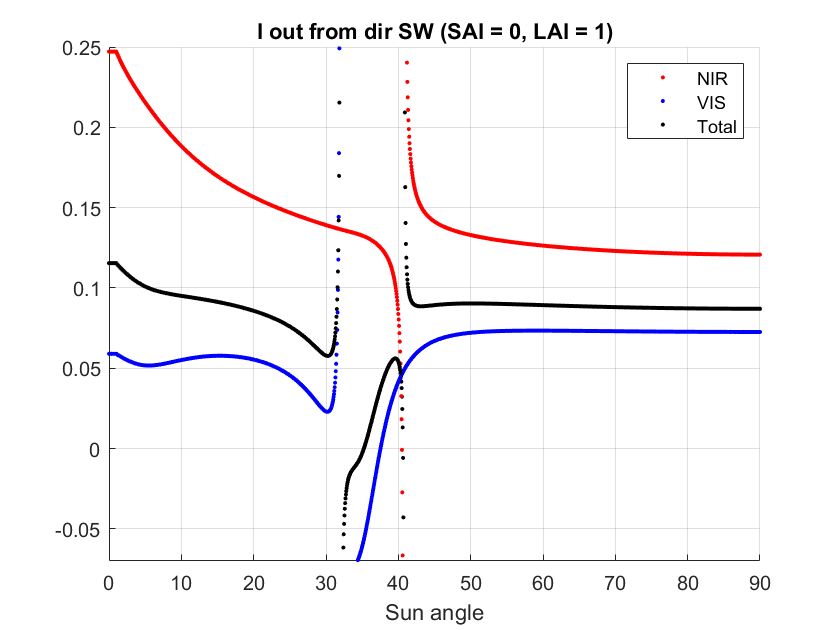 I out from dir SW (SAI = 0, LAI = 1)
0.25
0.2
0.15
0.1
0.05
0
-0.05
NIR
VIS
Total
0 10 20 30 40 50 60 70 80 90
Sun angle